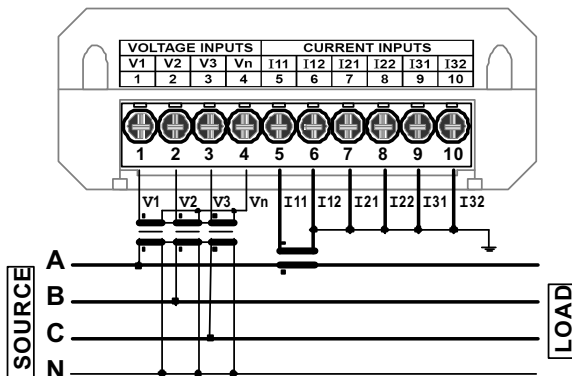 VOLTAGE INPUTS CURRENT INPUTS
V1 V2 V3 Vn I11 I12 I21 I22 I31 I32
1 2 3 4 5 6 7 8 9 10
1 2 3 4 5 6 7 8 9 10
V1 V2 V3 Vn I11 I12 I21 I22 I31 I32
SOURCE
A
B
C
N
LOAD